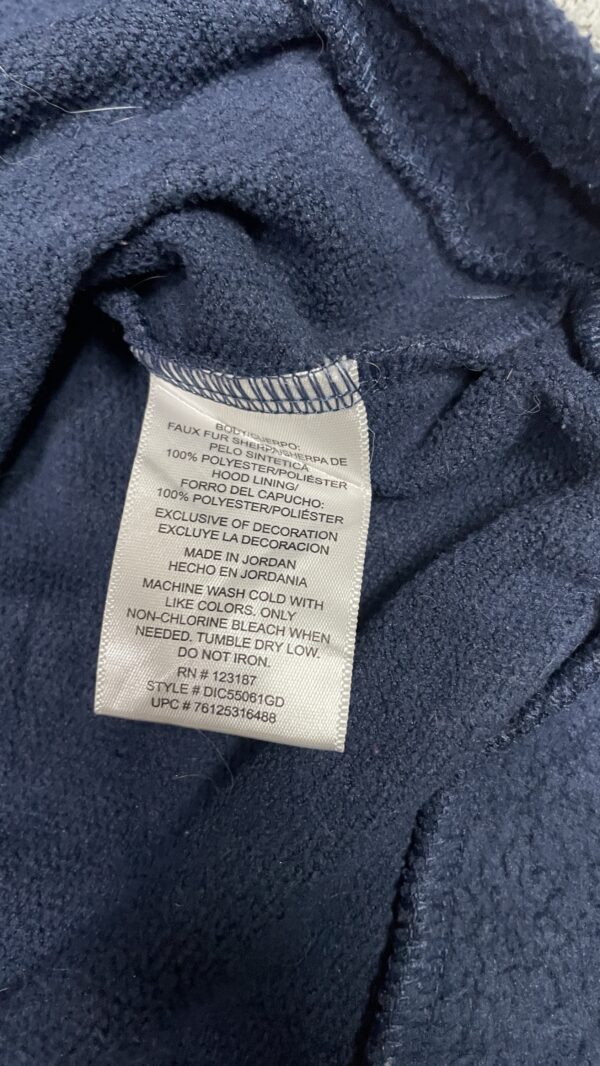 BODY/CUERPO:
FAUX FUR SHERPA/SHERPA DE
PELO SINTETICA
100% POLYESTER/POLIÉSTER
HOOD LINING/
FORRO DEL CAPUCHO:
100% POLYESTER/POLIÉSTER
EXCLUSIVE OF DECORATION
EXCLUYE LA DECORACION
MADE IN JORDAN
HECHO EN JORDANIA
MACHINE WASH COLD WITH
LIKE COLORS. ONLY
NON-CHLORINE BLEACH WHEN
NEEDED. TUMBLE DRY LOW.
DO NOT IRON.
RN # 123187
STYLE # DIC55061GD
UPC # 76125316488